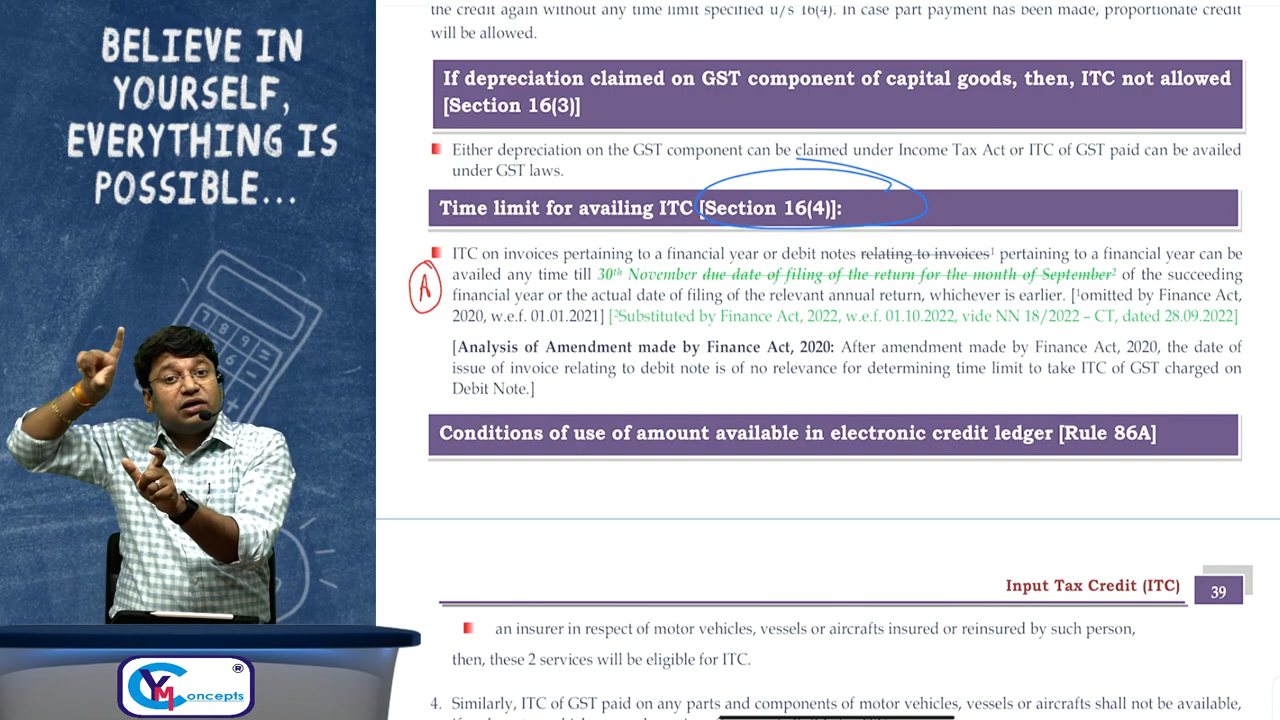 BELIEVE IN
YOURSELF,
EVERYTHING IS
POSSIBLE...
the credit again without any time limit specified u/s 16(4). In case part payment has been made, proportionate credit
will be allowed.
If depreciation claimed on GST component of capital goods, then, ITC not allowed
[Section 16(3)]
Either depreciation on the GST component can be claimed under Income Tax Act or ITC of GST paid can be availed
under GST laws.
Time limit for availing ITC [Section 16(4)]:
A
ITC on invoices pertaining to a financial year or debit notes relating to invoices¹ pertaining to a financial year can be
availed any time till 30th November due date of filing of the return for the month of September² of the succeeding
financial year or the actual date of filing of the relevant annual return, whichever is earlier. [¹omitted by Finance Act,
2020, w.e.f. 01.01.2021] [²Substituted by Finance Act, 2022, w.e.f. 01.10.2022, vide NN 18/2022 – CT, dated 28.09.2022]
[Analysis of Amendment made by Finance Act, 2020: After amendment made by Finance Act, 2020, the date of
issue of invoice relating to debit note is of no relevance for determining time limit to take ITC of GST charged on
Debit Note.]
Conditions of use of amount available in electronic credit ledger [Rule 86A]
Input Tax Credit (ITC) 39
an insurer in respect of motor vehicles, vessels or aircrafts insured or reinsured by such person,
then, these 2 services will be eligible for ITC.
4. Similarly, ITC of GST paid on any parts and components of motor vehicles, vessels or aircrafts shall not be available,
YM Concepts ®
7 8 9